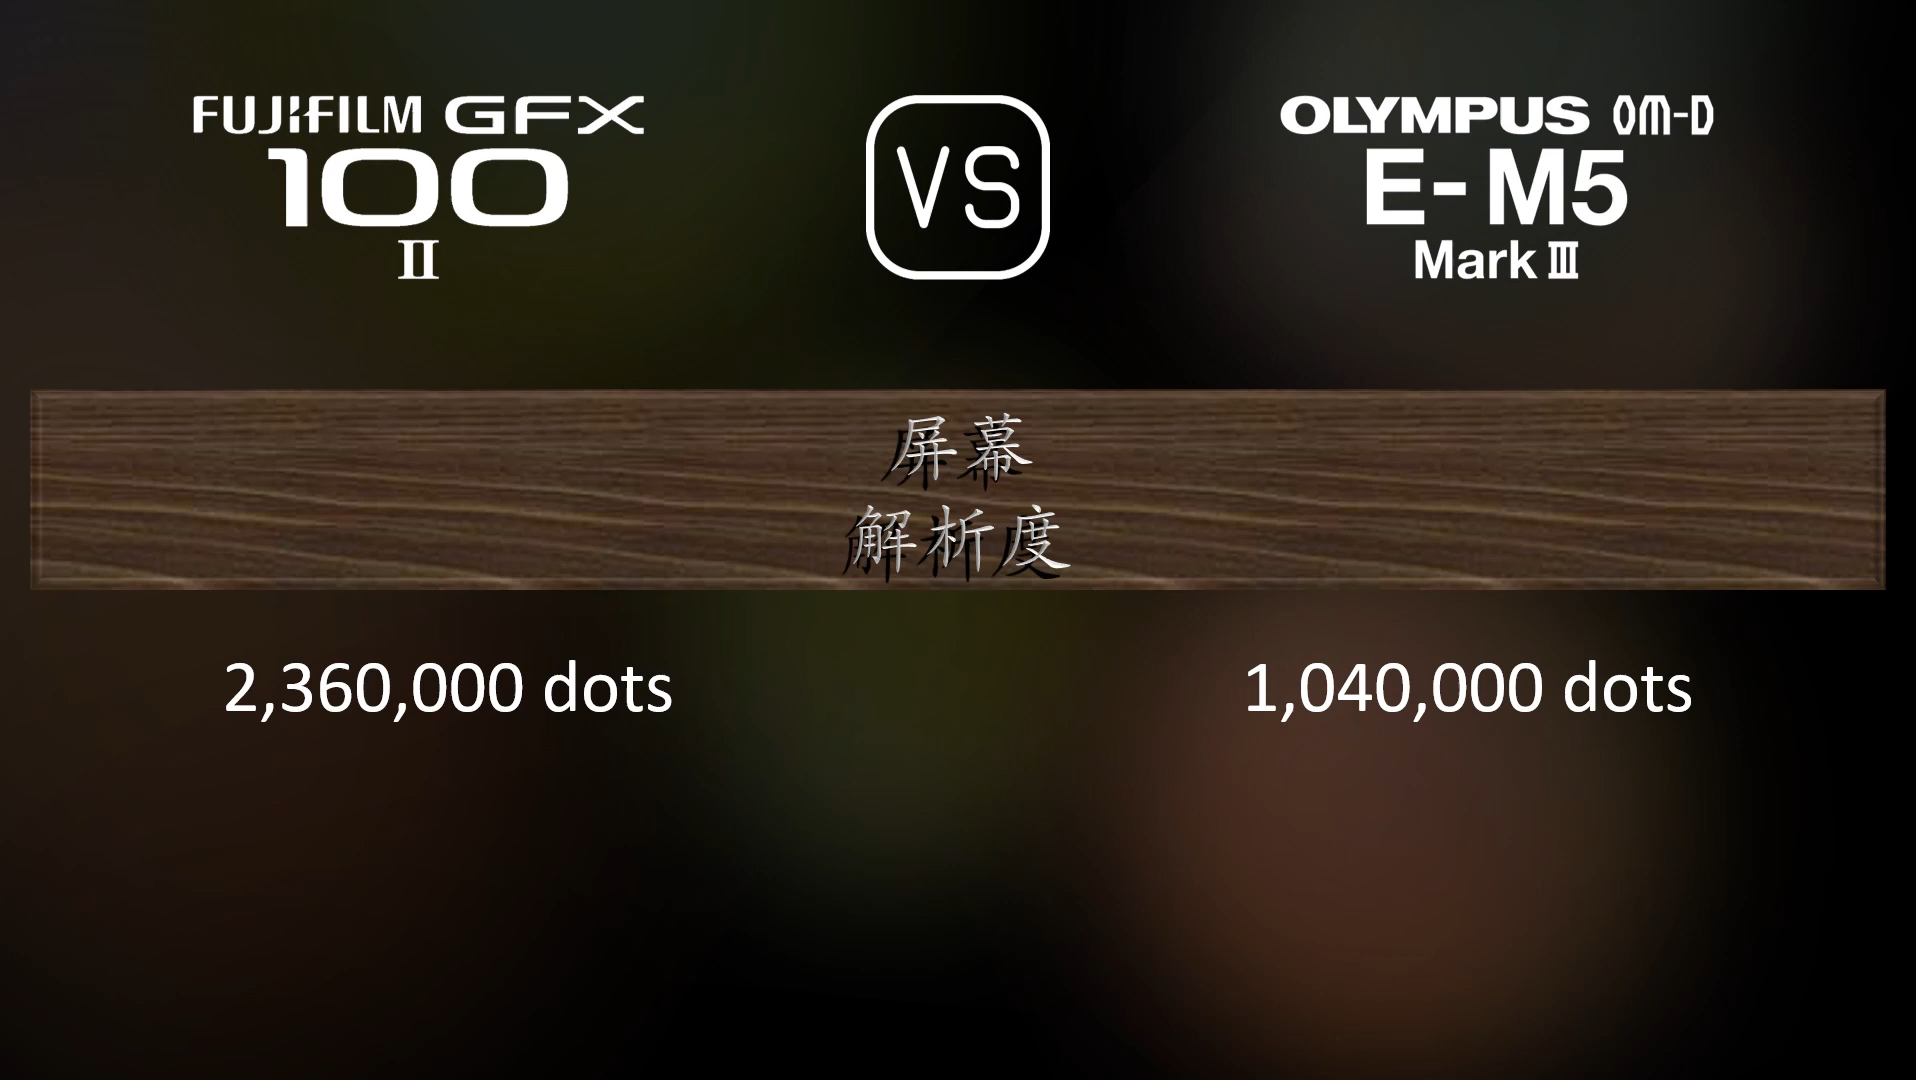 FUJIFILM GFX
100
II
VS
OLYMPUS OM-D
E-M5
Mark III
屏幕
解析度
2,360,000 dots
1,040,000 dots